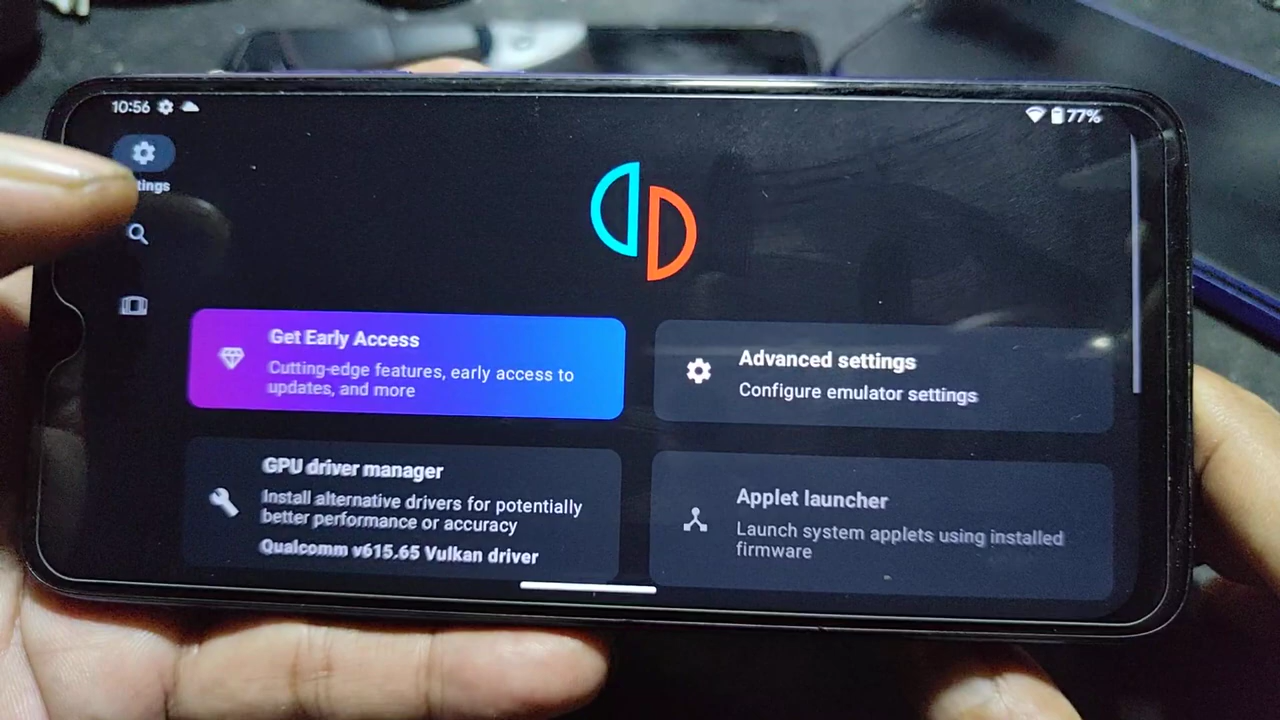 10:56
77%
Get Early Access
Cutting-edge features, early access to
updates, and more
Advanced settings
Configure emulator settings
GPU driver manager
Install alternative drivers for potentially
better performance or accuracy
Qualcomm v615.65 Vulkan driver
Applet launcher
Launch system applets using installed
firmware